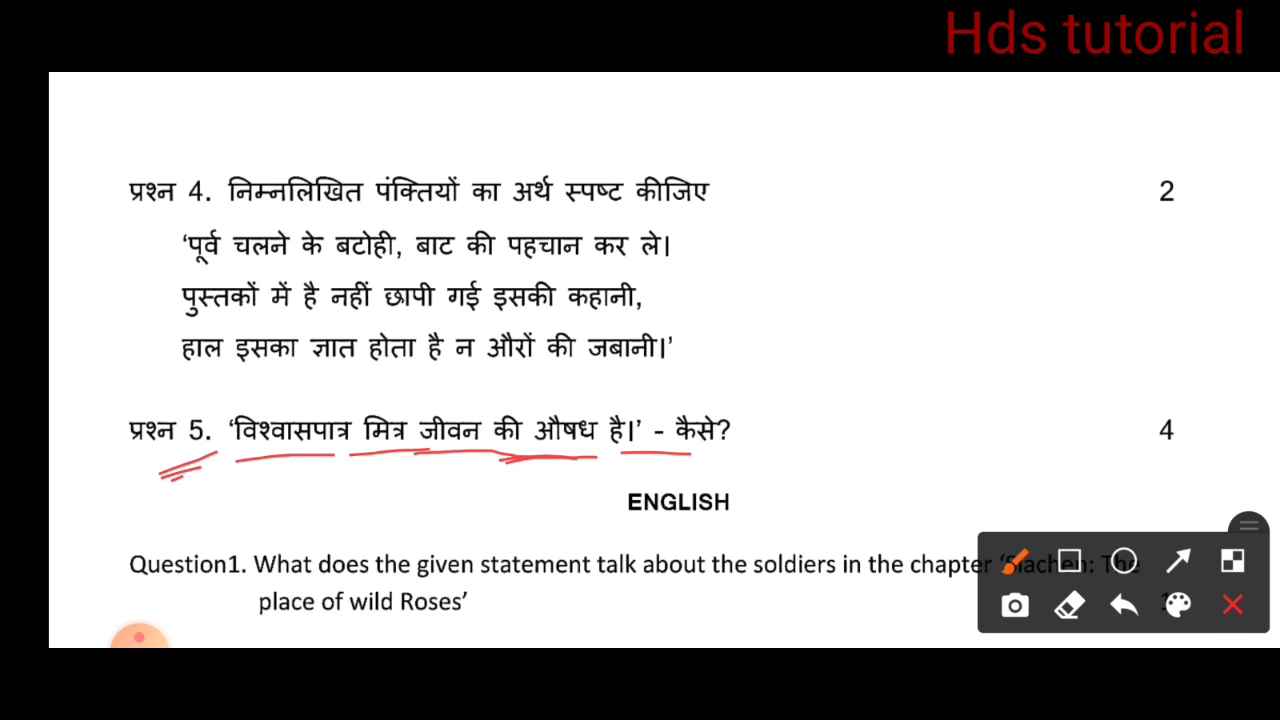 Hds tutorial
प्रश्न 4. निम्नलिखित पंक्तियों का अर्थ स्पष्ट कीजिए 2
‘पूर्व चलने के बटोही, बाट की पहचान कर ले।
पुस्तकों में है नहीं छापी गई इसकी कहानी,
हाल इसका ज्ञात होता है न औरों की जबानी।’
प्रश्न 5. ‘विश्वासपात्र मित्र जीवन की औषध है।’ - कैसे? 4
ENGLISH
Question1. What does the given statement talk about the soldiers in the chapter ‘Siachen: The
place of wild Roses’